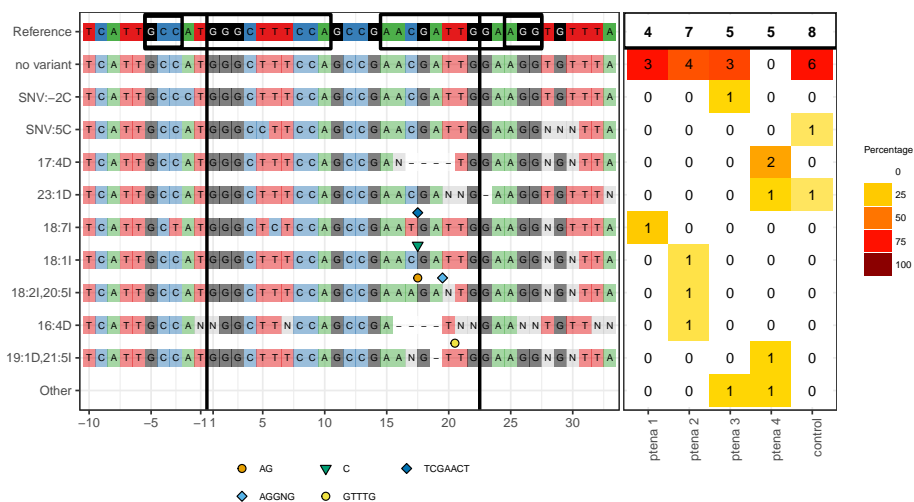 Reference T C A T T G C C A T G G G C T T T C C A G C C G A A C G A T T G G A A G G T G T T T A 4 7 5 5 8
no variant T C A T T G C C A T G G G C T T T C C A G C C G A A C G A T T G G A A G G T G T T T A 3 4 3 0 6
SNV:-2C T C A T T G C C C T G G G C T T T C C A G C C G A A C G A T T G G A A G G T G T T T A 0 0 1 0 0
SNV:5C T C A T T G C C A T G G G C C T T C C A G C C G A A C G A T T G G A A G G N N N T T A 0 0 0 0 1
17:4D T C A T T G C C A T G G G C T T T C C A G C C G A N - - - - T G G A A G G N G N T T A 0 0 0 2 0
23:1D T C A T T G C C A T G G G C T T T C C A G C C G A A C G A N N G - A A G G T G T T T N 0 0 0 1 1
18:7I T C A T T G C T A T G G G C T C T C C A G C C G A A T G A T T G G A A G G N G T T T A 1 0 0 0 0
18:1I T C A T T G C C A T G G G C T T T C C A G C C G A A C G A T T G G A A G G T G T T T A 0 1 0 0 0
18:2I,20:5I T C A T T G C C A T G G G C T T T C C A G C C G A A A G A N T G G A A G G N G N T T A 0 1 0 0 0
16:4D T C A T T G C C A N N G G C T T N C C A G C C G A - - - - T N N G A A N N T G T T N N 0 1 0 0 0
19:1D,21:5I T C A T T G C C A T G G G C T T T C C A G C C G A A N G - T T G G A A G G N G N T T A 0 0 0 1 0
Other 0 0 1 1 0
-10 -5 -1 1 5 10 15 20 25 30
ptena 1
ptena 2
ptena 3
ptena 4
control
AG C TCGAACT
AGGNG GTTTG
Percentage
0
25
50
75
100